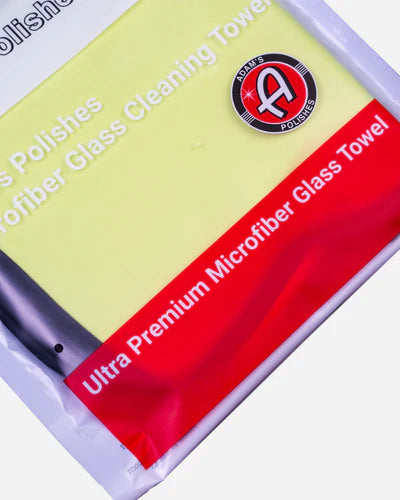 olishe
s Polishes
rofiber Glass Cleaning Towel
ADAM'S
A
POLISHES
Ultra Premium Microfiber Glass Towel